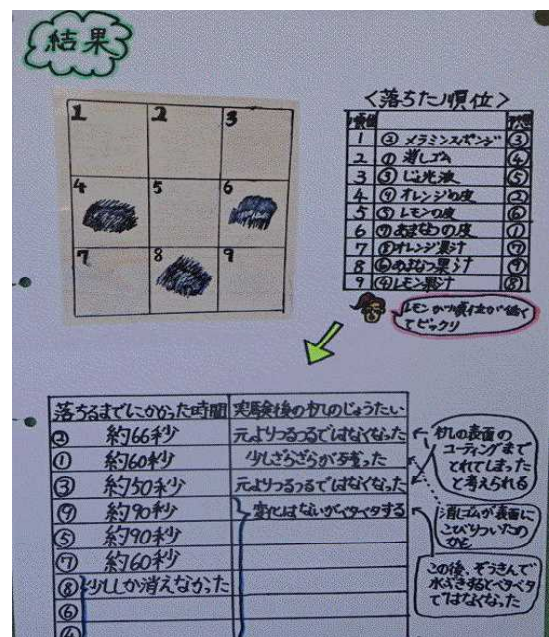 結果
1 2 3
4 5 6
7 8 9
<落ちた順位>
順位 予想
1 ② メラミンスポンジ ③
2 ① 消しゴム ④
3 ③ じょ光液 ⑤
4 ⑨ オレンジの皮 ②
5 ⑤ レモンの皮 ⑥
6 ⑦ あまなつの皮 ①
7 ⑧ オレンジ果汁 ⑦
8 ⑥ あまなつ果汁 ⑨
9 ④ レモン果汁 ⑧
レモンが順位が低く
てビックリ
落ちるまでにかかった時間 実験後の机のじょうたい
② 約66秒 元よりつるつるではなくなった
① 約60秒 少しざらざらが残った
③ 約50秒 元よりつるつるではなくなった
⑨ 約90秒 変化はないがベタベタする
⑤ 約90秒
⑦ 約60秒
⑧ 少ししか消えなかった
⑥
④
机の表面の
コーティングまで
とれてしまった
と考えられる
消しゴムが表面に
こびりついたの
かも
この後、ぞうきんで
水ぶきするとベタベタ
ではなくなった